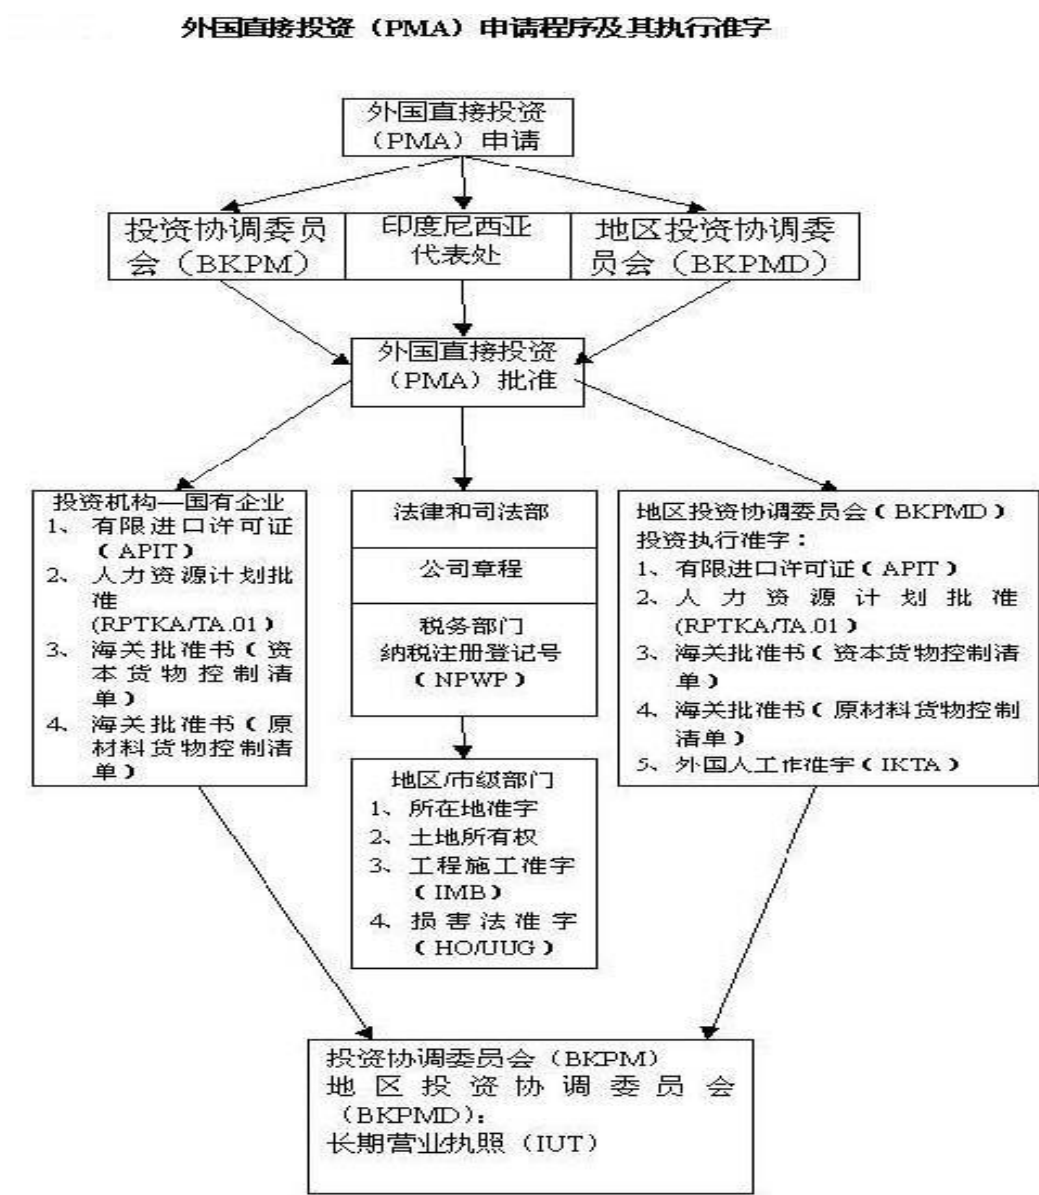 外国直接投资（PMA）申请程序及其执行准字
外国直接投资
（PMA）申请
投资协调委员
会（BKPM）
印度尼西亚
代表处
地区投资协调委
员会（BKPMD）
外国直接投资
（PMA）批准
投资机构—国有企业
1、有限进口许可证
（APIT）
2、人力资源计划批
准
(RPTKA/TA.01）
3、海关批准书（资
本货物控制清
单）
4、海关批准书（原
材料货物控制清
单）
法律和司法部
公司章程
税务部门
纳税注册登记号
（NPWP）
地区/市级部门
1、所在地准字
2、土地所有权
3、工程施工准字
（IMB）
4、损害法准字
（HO/UUG）
地区投资协调委员会（BKPMD）
投资执行准字：
1、有限进口许可证（APIT）
2、人力资源计划批准
(RPTKA/TA.01）
3、海关批准书（资本货物控制清
单）
4、海关批准书（原材料货物控制
清单）
5、外国人工作准字（IKTA）
投资协调委员会（BKPM）
地区投资协调委员会
（BKPMD）：
长期营业执照（IUT）